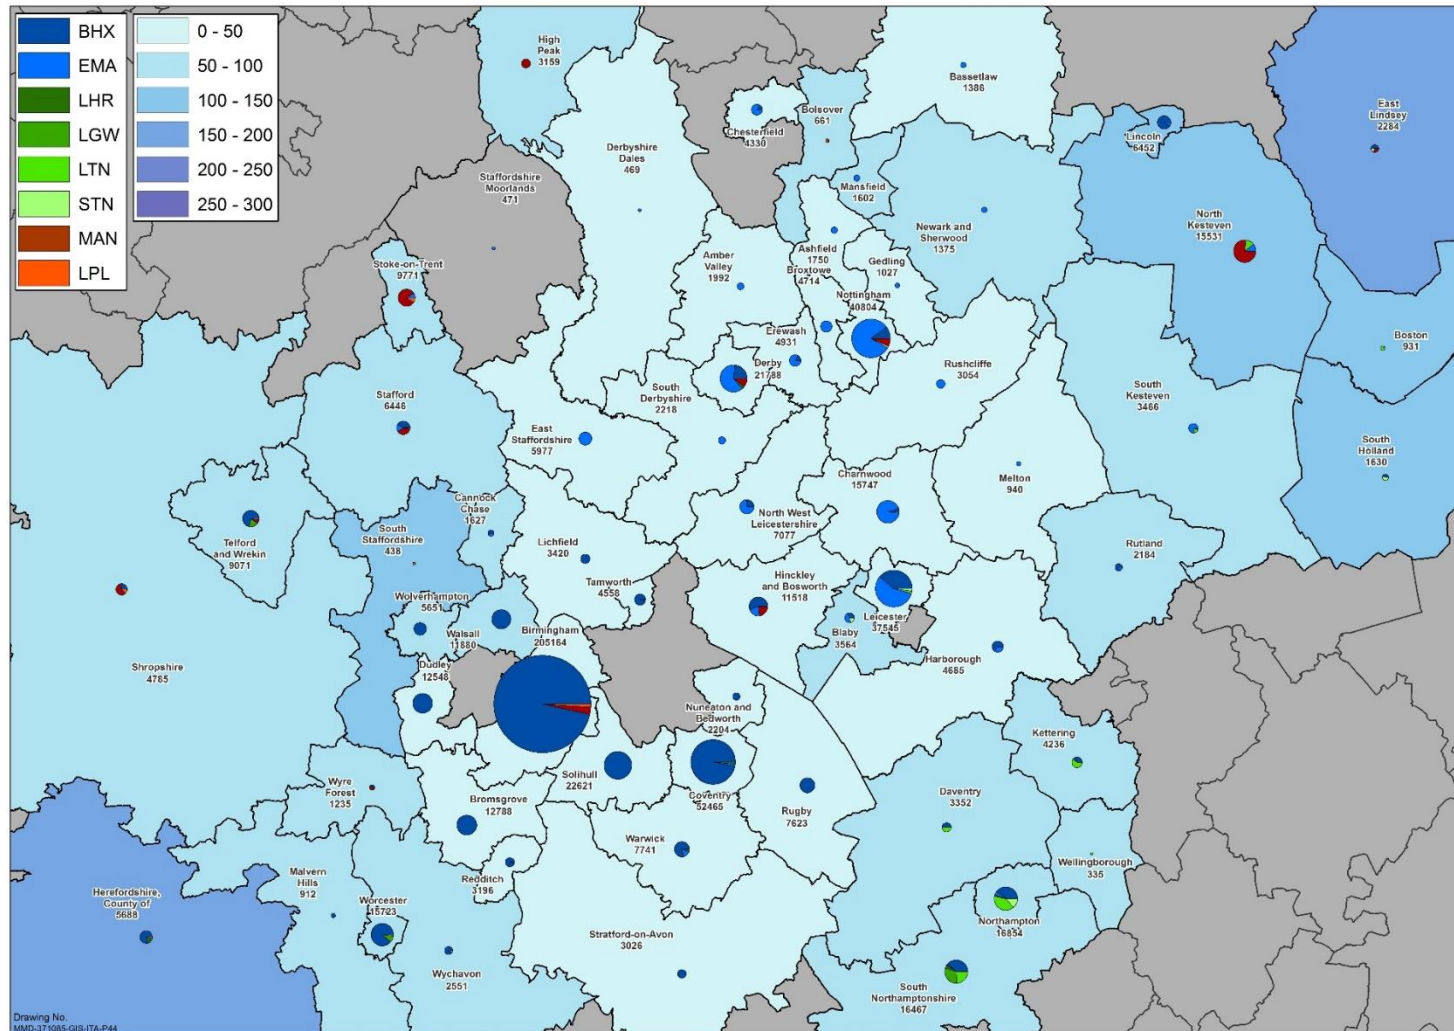 BHX
EMA
LHR
LGW
LTN
STN
MAN
LPL
0 - 50
50 - 100
100 - 150
150 - 200
200 - 250
250 - 300
High
Peak
3159
Bassetlaw
1386
Bolsover
661
Chesterfield
4330
East
Lindsey
2284
Lincoln
6452
Derbyshire
Dales
469
Staffordshire
Moorlands
471
Mansfield
1602
North
Kesteven
15531
Newark and
Sherwood
1375
Stoke-on-Trent
9771
Amber
Valley
1992
Ashfield
1750
Broxtowe
4714
Gedling
1027
Nottingham
40804
Boston
931
Erewash
4931
Derby
21788
Rushcliffe
3054
South
Derbyshire
2218
South
Kesteven
3466
Stafford
6446
East
Staffordshire
5977
South
Holland
1630
Charnwood
15747
Melton
940
Cannock
Chase
1627
North West
Leicestershire
7077
South
Staffordshire
438
Telford
and Wrekin
9071
Lichfield
3420
Rutland
2184
Tamworth
4558
Hinckley
and Bosworth
11518
Wolverhampton
5651
Walsall
11880
Birmingham
205164
Blaby
3564
Leicester
37545
Harborough
4685
Shropshire
4785
Dudley
12548
Nuneaton and
Bedworth
2204
Kettering
4236
Wyre
Forest
1235
Solihull
22621
Coventry
52465
Bromsgrove
12788
Rugby
7623
Daventry
3352
Warwick
7741
Wellingborough
335
Malvern
Hills
912
Redditch
3196
Herefordshire,
County of
5688
Worcester
15723
Northampton
16854
Stratford-on-Avon
3026
Wychavon
2551
South
Northamptonshire
16467
Drawing No.
MMD-371085-GIS-ITA-P44